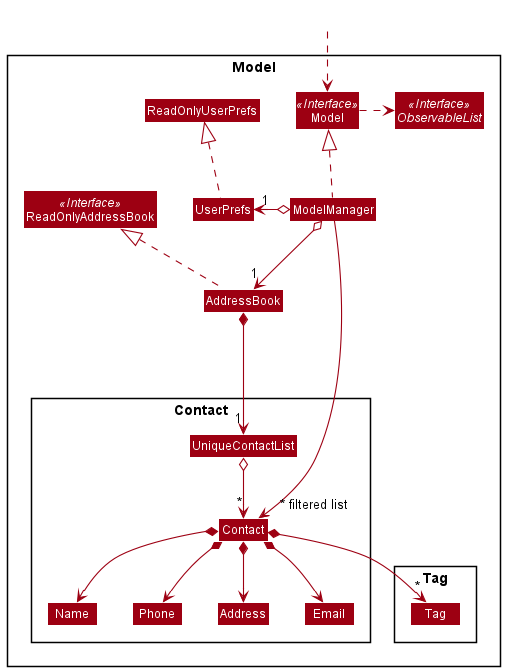 Model
ReadOnlyUserPrefs
«Interface»
Model
«Interface»
ObservableList
«Interface»
ReadOnlyAddressBook
UserPrefs
1
ModelManager
1
AddressBook
Contact
1
UniqueContactList
*
* filtered list
Contact
Tag
*
Name
Phone
Address
Email
Tag